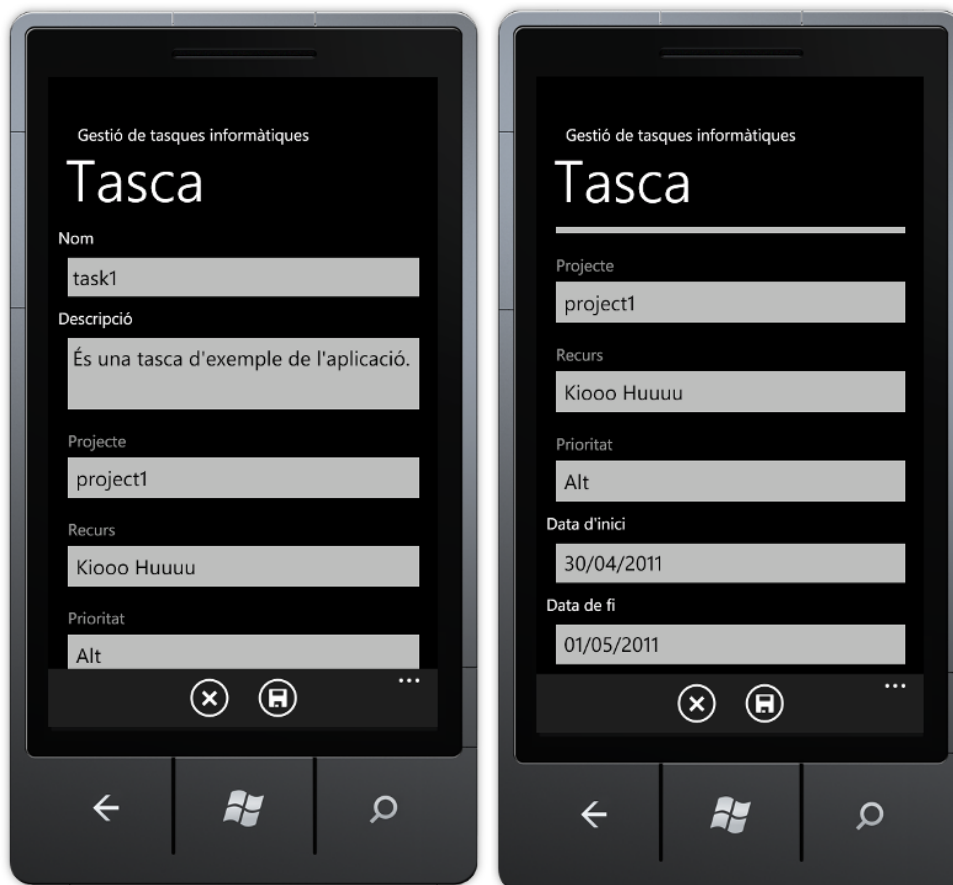 Gestió de tasques informàtiques
Tasca
Nom
task1
Descripció
És una tasca d'exemple de l'aplicació.
Projecte
project1
Recurs
Kiooo Huuuu
Prioritat
Alt
Gestió de tasques informàtiques
Tasca
Projecte
project1
Recurs
Kiooo Huuuu
Prioritat
Alt
Data d'inici
30/04/2011
Data de fi
01/05/2011